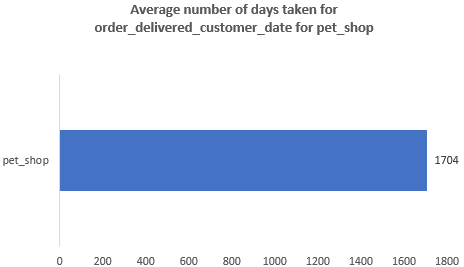 Average number of days taken for
order_delivered_customer_date for pet_shop
pet_shop
1704
0 200 400 600 800 1000 1200 1400 1600 1800